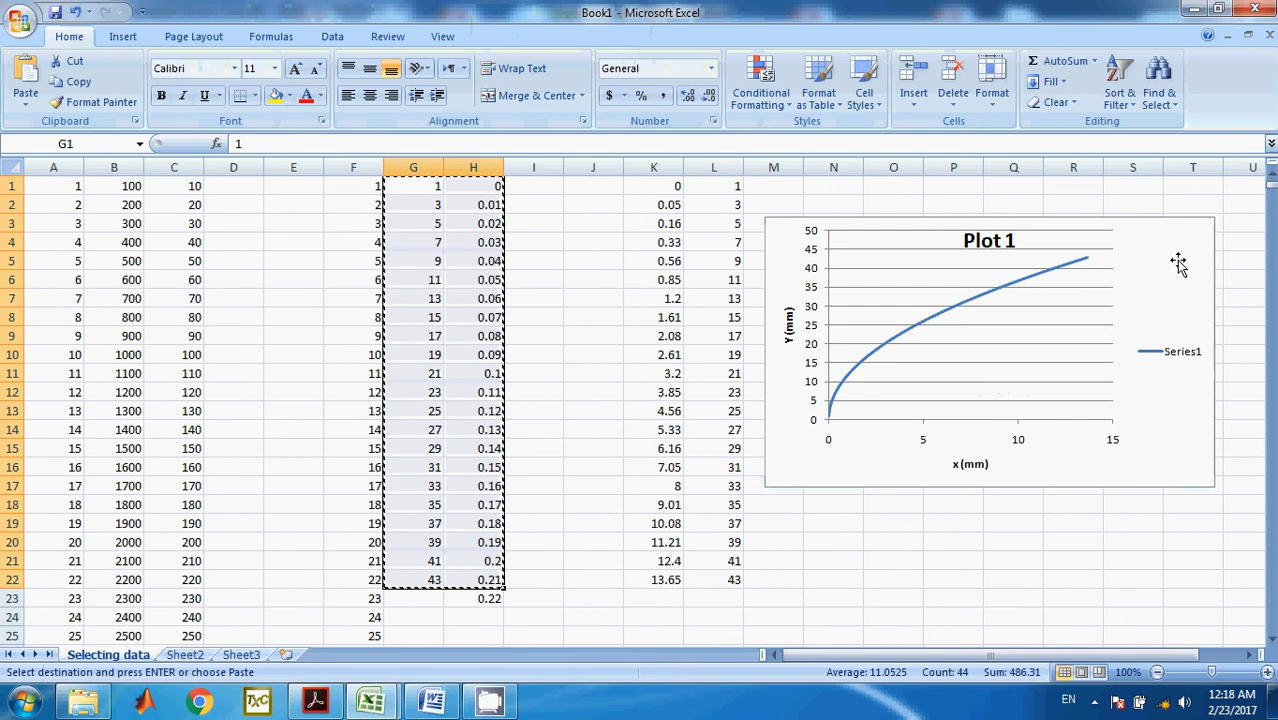 Book1 - Microsoft Excel
Home Insert Page Layout Formulas Data Review View
Paste Cut Copy Format Painter Calibri 11 Wrap Text Merge & Center General Conditional Formatting Format as Table Cell Styles Insert Delete Format AutoSum Fill Clear Sort & Filter Find & Select
Clipboard Font Alignment Number Styles Cells Editing
G1 fx 1
A B C D E F G H I J K L M N O P Q R S T U
1 1 100 10 1 1 0 0 1
2 2 200 20 2 3 0.01 0.05 3
3 3 300 30 3 5 0.02 0.16 5
4 4 400 40 4 7 0.03 0.33 7
5 5 500 50 5 9 0.04 0.56 9
6 6 600 60 6 11 0.05 0.85 11
7 7 700 70 7 13 0.06 1.2 13
8 8 800 80 8 15 0.07 1.61 15
9 9 900 90 9 17 0.08 2.08 17
10 10 1000 100 10 19 0.09 2.61 19
11 11 1100 110 11 21 0.1 3.2 21
12 12 1200 120 12 23 0.11 3.85 23
13 13 1300 130 13 25 0.12 4.56 25
14 14 1400 140 14 27 0.13 5.33 27
15 15 1500 150 15 29 0.14 6.16 29
16 16 1600 160 16 31 0.15 7.05 31
17 17 1700 170 17 33 0.16 8 33
18 18 1800 180 18 35 0.17 9.01 35
19 19 1900 190 19 37 0.18 10.08 37
20 20 2000 200 20 39 0.19 11.21 39
21 21 2100 210 21 41 0.2 12.4 41
22 22 2200 220 22 43 0.21 13.65 43
23 23 2300 230 23 0.22
24 24 2400 240 24
25 25 2500 250 25
Plot 1
50
45
40
35
30
25
20
15
10
5
0
Y (mm)
Series1
0 5 10 15
x (mm)
Selecting data Sheet2 Sheet3
Select destination and press ENTER or choose Paste Average: 11.0525 Count: 44 Sum: 486.31 100%
TXC EN 12:18 AM
2/23/2017